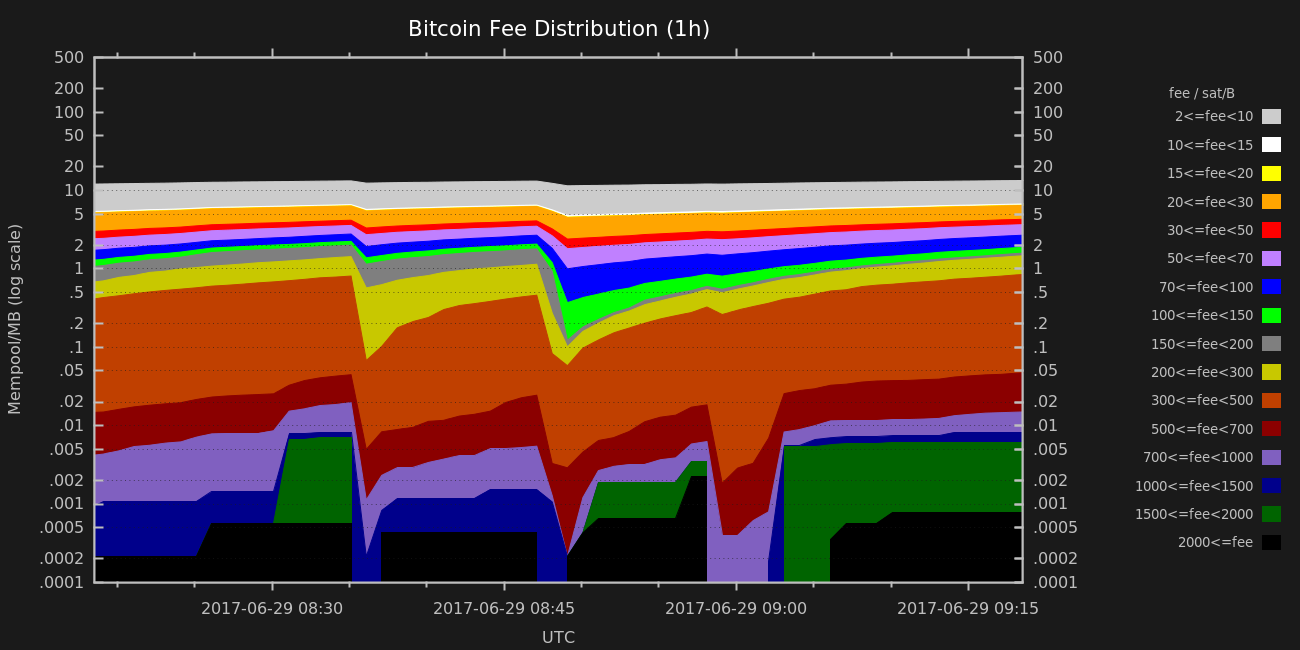 Bitcoin Fee Distribution (1h)
500 500
200 200
100 100
50 50
20 20
10 10
5 5
2 2
1 1
.5 .5
.2 .2
.1 .1
.05 .05
.02 .02
.01 .01
.005 .005
.002 .002
.001 .001
.0005 .0005
.0002 .0002
.0001 .0001
Mempool/MB (log scale)
2017-06-29 08:30 2017-06-29 08:45 2017-06-29 09:00 2017-06-29 09:15
UTC
fee / sat/B
2<=fee<10
10<=fee<15
15<=fee<20
20<=fee<30
30<=fee<50
50<=fee<70
70<=fee<100
100<=fee<150
150<=fee<200
200<=fee<300
300<=fee<500
500<=fee<700
700<=fee<1000
1000<=fee<1500
1500<=fee<2000
2000<=fee